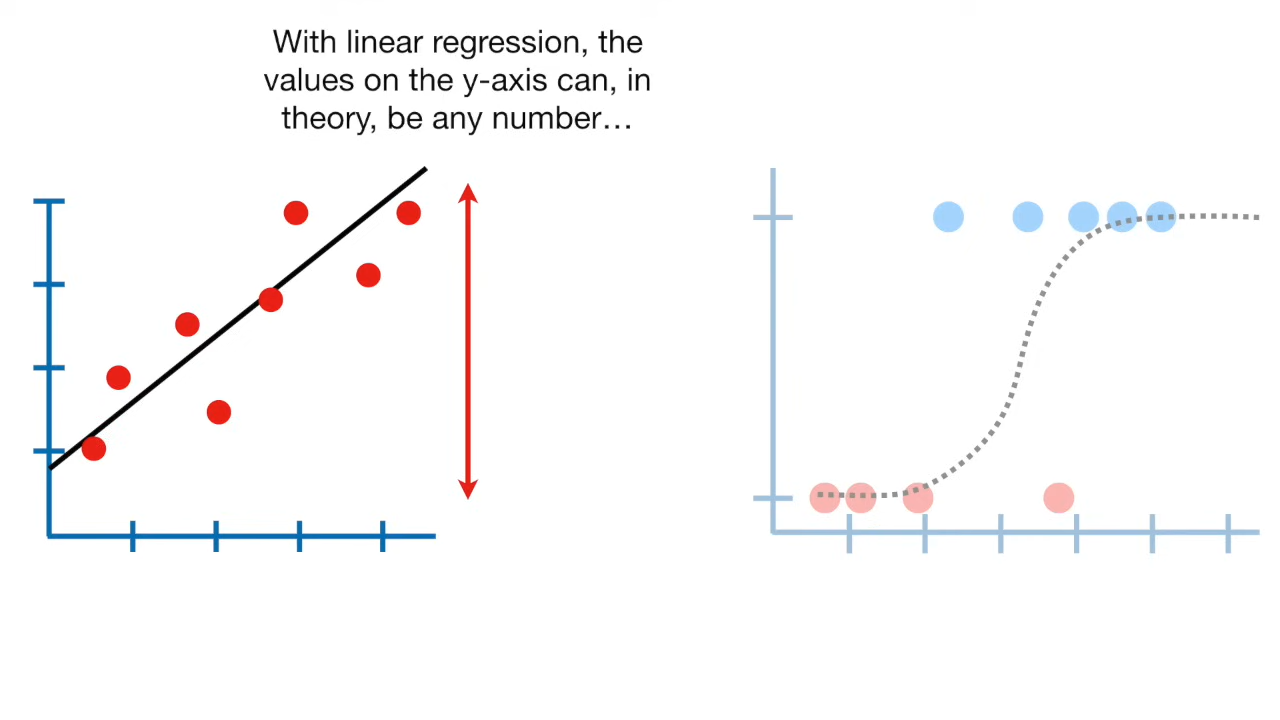 With linear regression, the
values on the y-axis can, in
theory, be any number…